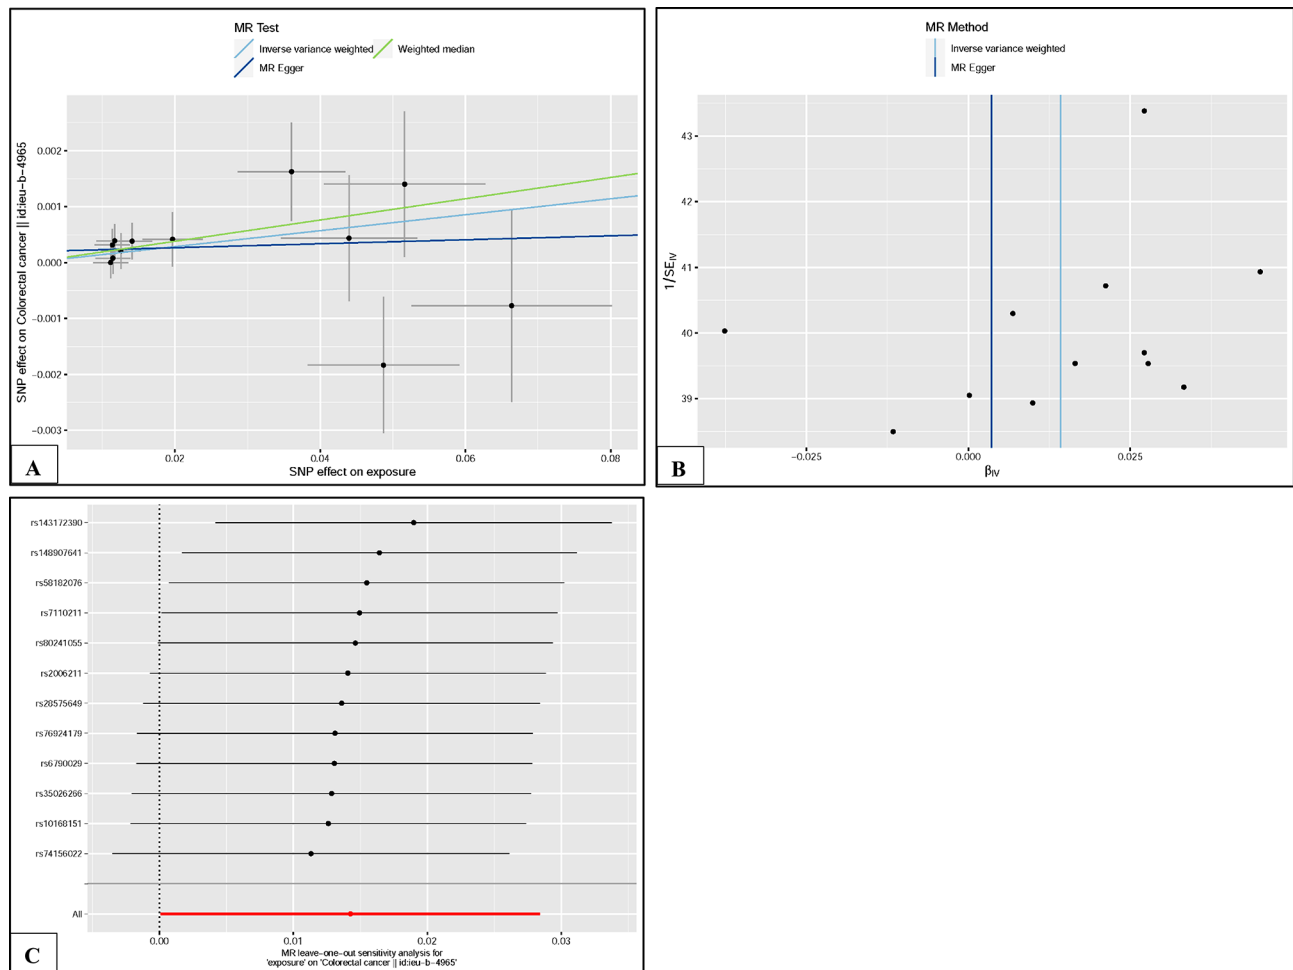 MR Test
Inverse variance weighted
Weighted median
MR Egger
SNP effect on Colorectal cancer || id:ieu-b-4965
0.002
0.001
0.000
−0.001
−0.002
−0.003
0.02
0.04
0.06
0.08
SNP effect on exposure
A
MR Method
Inverse variance weighted
MR Egger
1/SEIV
43
42
41
40
39
−0.025
0.000
0.025
βIV
B
rs143172390
rs148907641
rs58182076
rs7110211
rs80241055
rs2006211
rs28575649
rs76924179
rs6790029
rs35026266
rs10168151
rs74156022
All
0.00
0.01
0.02
0.03
MR leave−one−out sensitivity analysis for
'exposure' on 'Colorectal cancer || id:ieu-b-4965'
C